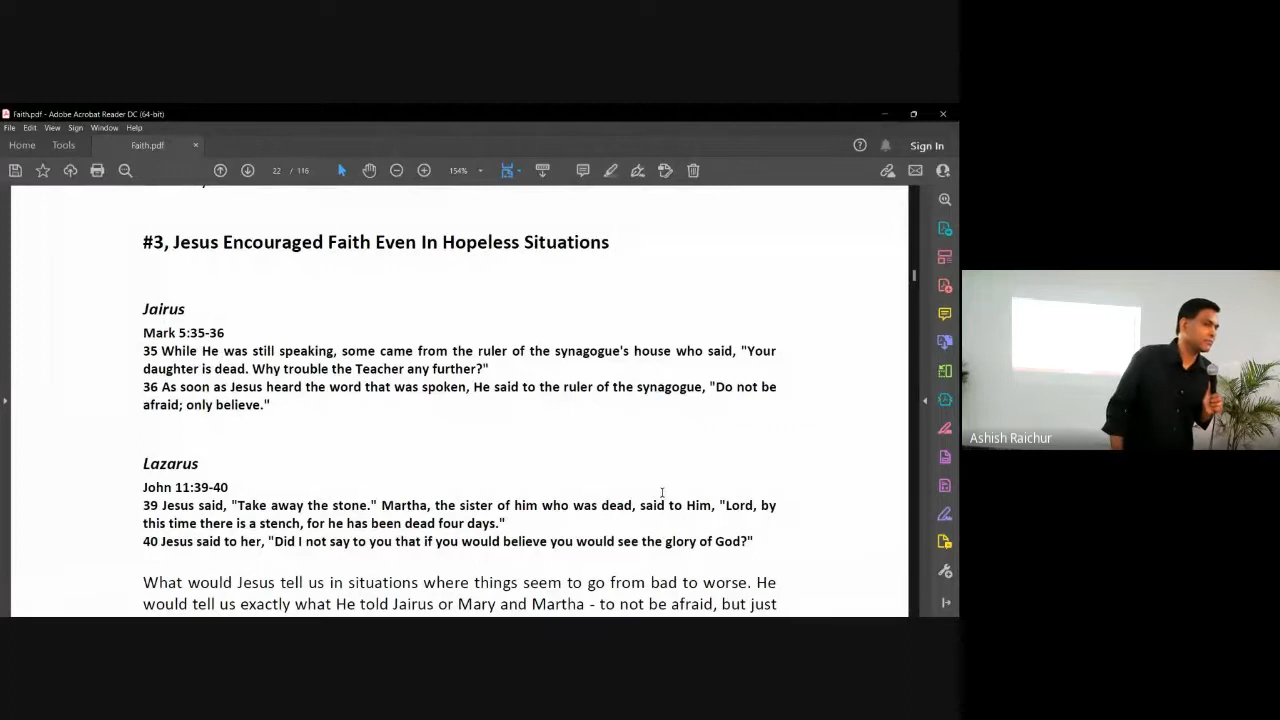 Faith.pdf - Adobe Acrobat Reader DC (64-bit)
File Edit View Sign Window Help
Home Tools Faith.pdf × Sign In
22 / 116 154%
#3, Jesus Encouraged Faith Even In Hopeless Situations
Jairus
Mark 5:35-36
35 While He was still speaking, some came from the ruler of the synagogue's house who said, "Your
daughter is dead. Why trouble the Teacher any further?"
36 As soon as Jesus heard the word that was spoken, He said to the ruler of the synagogue, "Do not be
afraid; only believe."
Lazarus
John 11:39-40
39 Jesus said, "Take away the stone." Martha, the sister of him who was dead, said to Him, "Lord, by
this time there is a stench, for he has been dead four days."
40 Jesus said to her, "Did I not say to you that if you would believe you would see the glory of God?"
What would Jesus tell us in situations where things seem to go from bad to worse. He
would tell us exactly what He told Jairus or Mary and Martha - to not be afraid, but just
Ashish Raichur